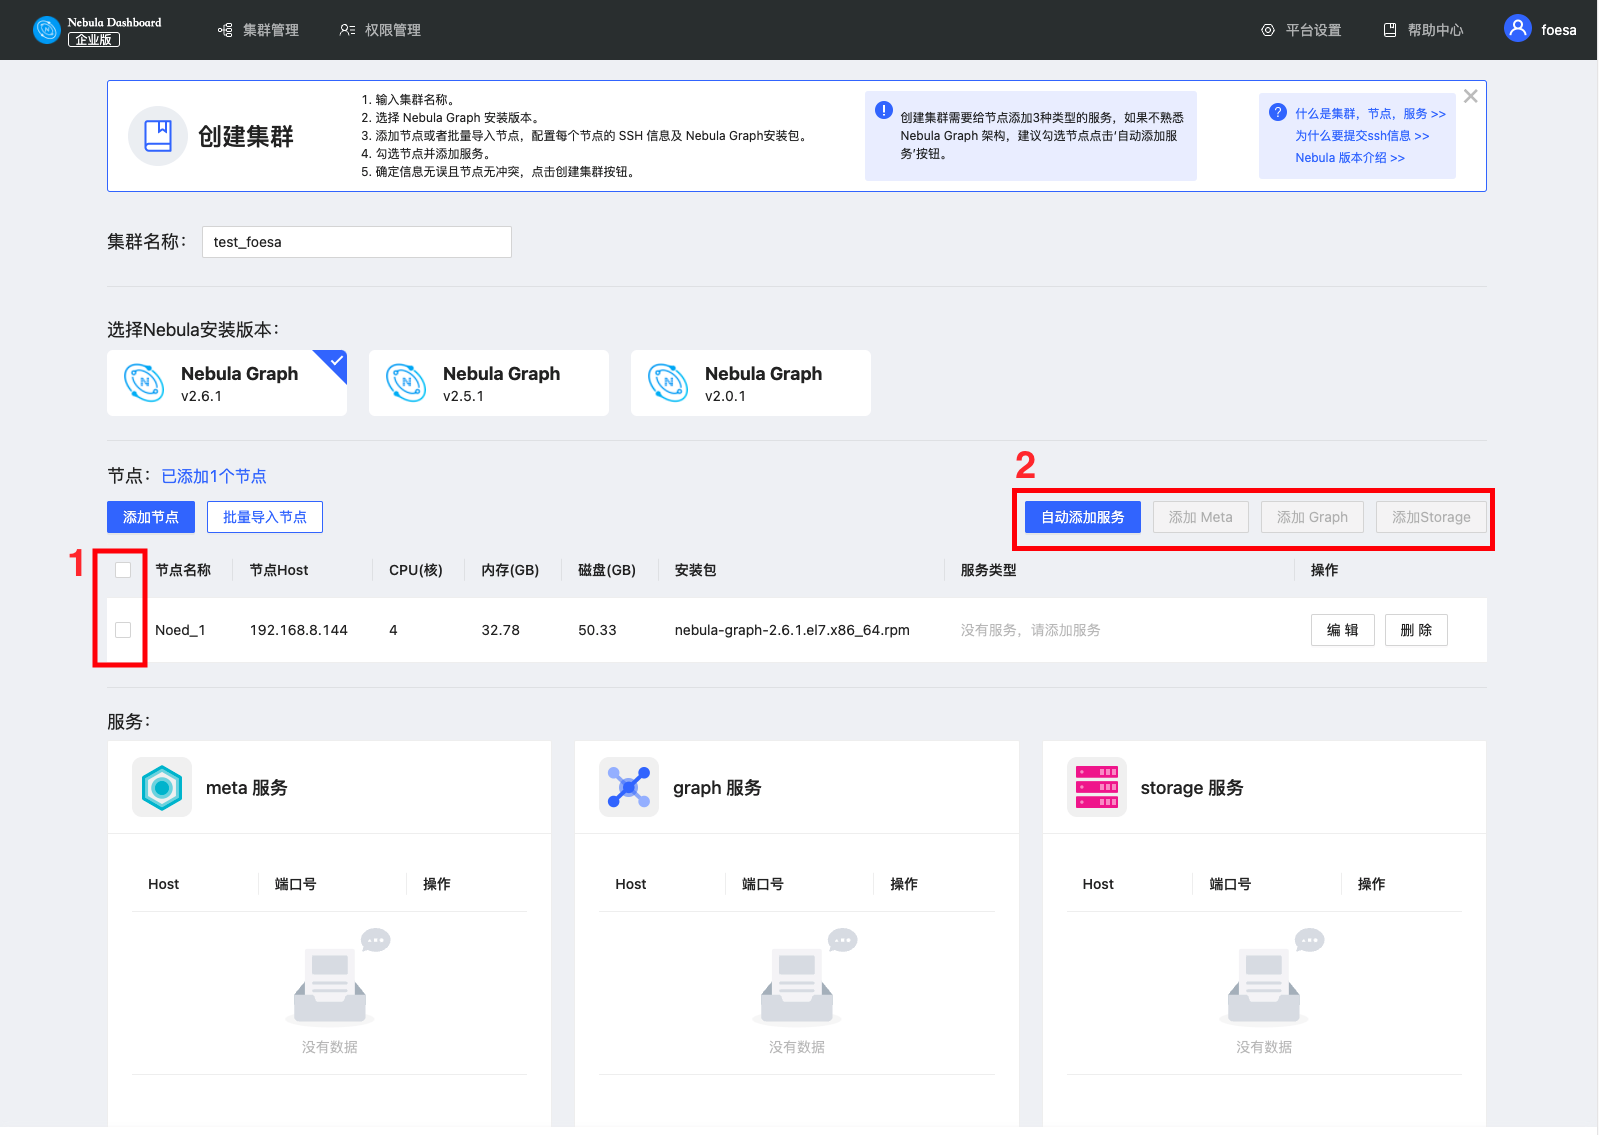 Nebula Dashboard
企业版
集群管理
权限管理
平台设置
帮助中心
foesa
创建集群
1. 输入集群名称。
2. 选择 Nebula Graph 安装版本。
3. 添加节点或者批量导入节点，配置每个节点的 SSH 信息及 Nebula Graph安装包。
4. 勾选节点并添加服务。
5. 确定信息无误且节点无冲突，点击创建集群按钮。
创建集群需要给节点添加3种类型的服务，如果不熟悉
Nebula Graph 架构，建议勾选节点点击‘自动添加服
务’按钮。
什么是集群，节点，服务 >>
为什么要提交ssh信息 >>
Nebula 版本介绍 >>
集群名称：
test_foesa
选择Nebula安装版本：
Nebula Graph
v2.6.1
Nebula Graph
v2.5.1
Nebula Graph
v2.0.1
节点：
已添加1个节点
2
添加节点
批量导入节点
自动添加服务
添加 Meta
添加 Graph
添加Storage
1
节点名称
节点Host
CPU(核)
内存(GB)
磁盘(GB)
安装包
服务类型
操作
Noed_1
192.168.8.144
4
32.78
50.33
nebula-graph-2.6.1.el7.x86_64.rpm
没有服务，请添加服务
编 辑
删 除
服务：
meta 服务
graph 服务
storage 服务
Host
端口号
操作
Host
端口号
操作
Host
端口号
操作
没有数据
没有数据
没有数据